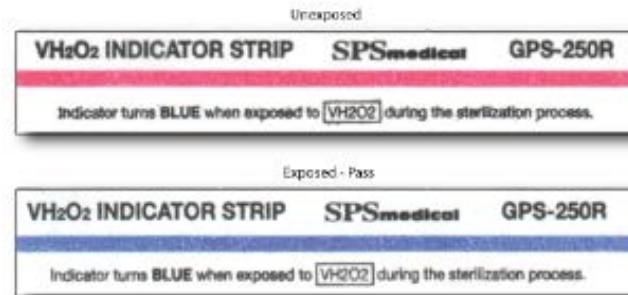 Unexposed
VH2O2 INDICATOR STRIP SPSmedical GPS-250R
Indicator turns BLUE when exposed to VH2O2 during the sterilization process.
Exposed - Pass
VH2O2 INDICATOR STRIP SPSmedical GPS-250R
Indicator turns BLUE when exposed to VH2O2 during the sterilization process.